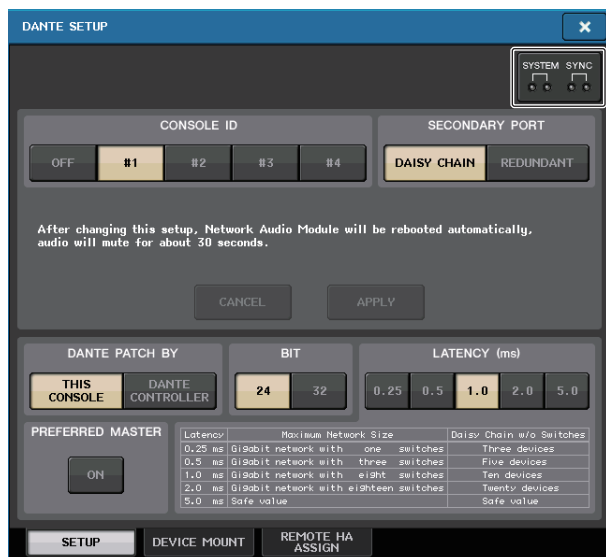 DANTE SETUP
SYSTEM SYNC
CONSOLE ID
SECONDARY PORT
OFF #1 #2 #3 #4
DAISY CHAIN REDUNDANT
After changing this setup, Network Audio Module will be rebooted automatically,
audio will mute for about 30 seconds.
CANCEL APPLY
DANTE PATCH BY
BIT
LATENCY (ms)
THIS CONSOLE DANTE CONTROLLER
24 32
0.25 0.5 1.0 2.0 5.0
PREFERRED MASTER
ON
Latency Maximum Network Size Daisy Chain w/o Switches
0.25 ms Gigabit network with one switches Three devices
0.5 ms Gigabit network with three switches Five devices
1.0 ms Gigabit network with eight switches Ten devices
2.0 ms Gigabit network with eighteen switches Twenty devices
5.0 ms Safe value Safe value
SETUP DEVICE MOUNT REMOTE HA ASSIGN